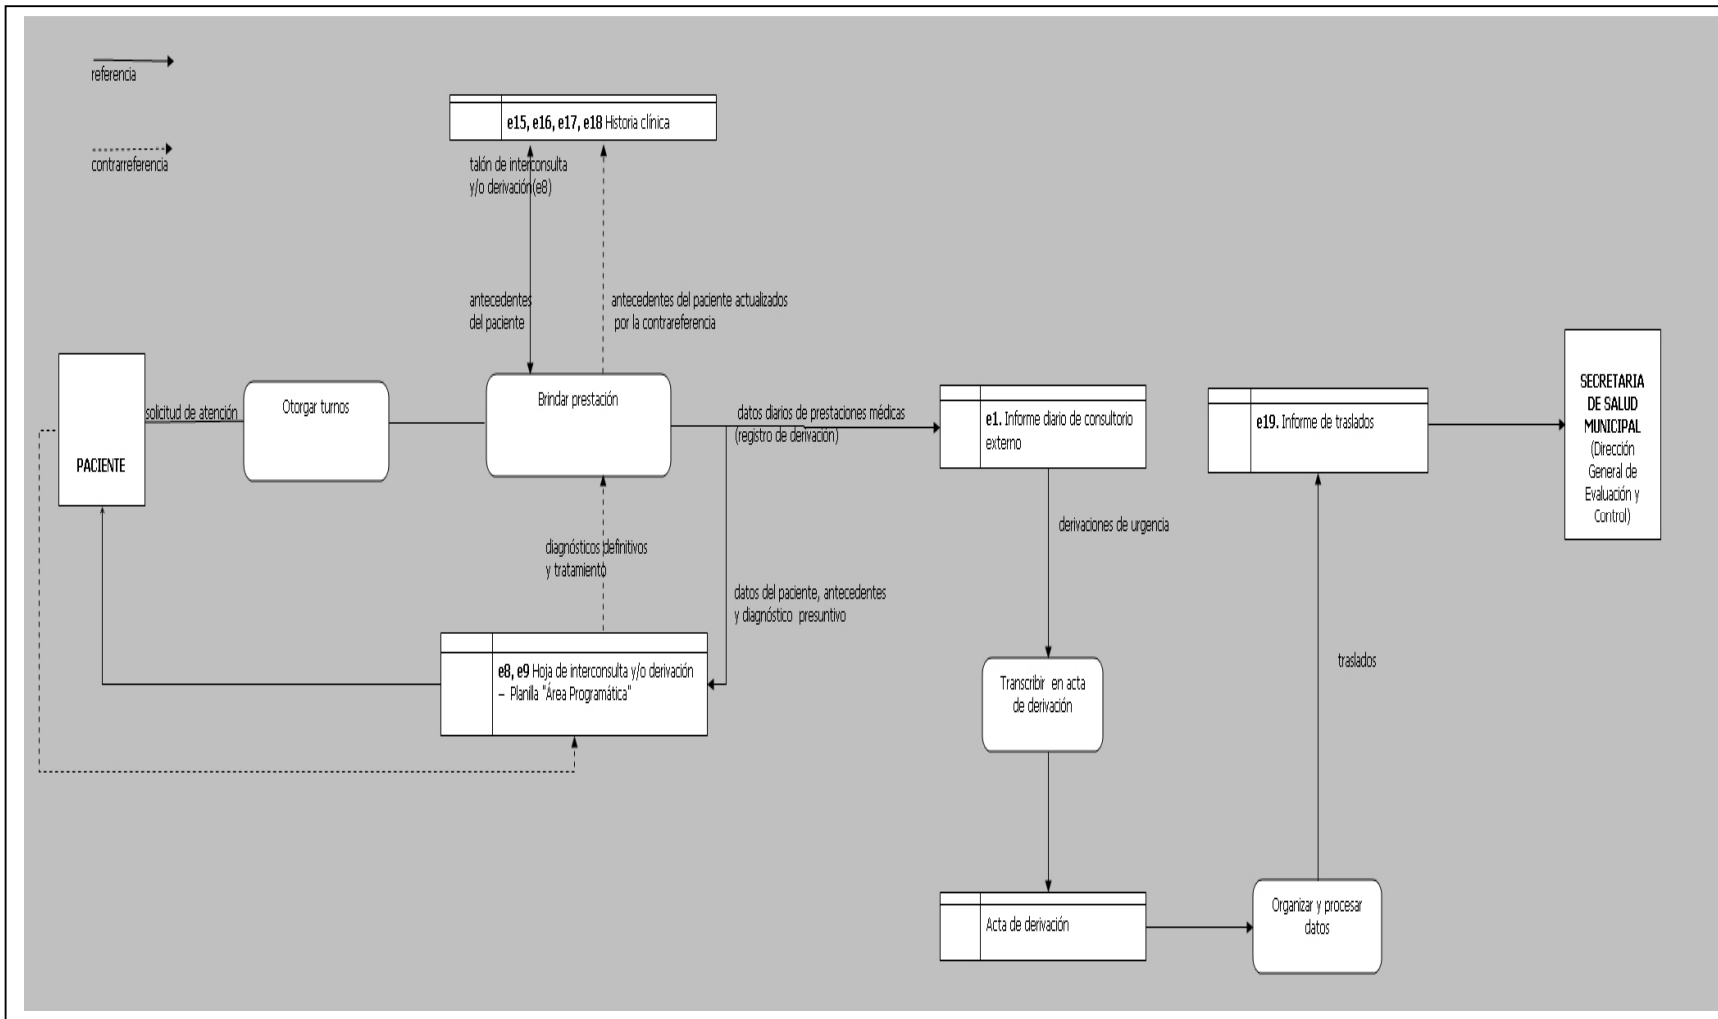 referencia
contrarreferencia
e15, e16, e17, e18 Historia clínica
talón de interconsulta
y/o derivación(e8)
antecedentes
del paciente
antecedentes del paciente actualizados
por la contrareferencia
PACIENTE
solicitud de atención
Otorgar turnos
Brindar prestación
datos diarios de prestaciones médicas
(registro de derivación)
e1. Informe diario de consultorio
externo
e19. Informe de traslados
SECRETARIA
DE SALUD
MUNICIPAL
(Dirección
General de
Evaluación y
Control)
derivaciones de urgencia
diagnósticos definitivos
y tratamiento
datos del paciente, antecedentes
y diagnóstico presuntivo
e8, e9 Hoja de interconsulta y/o derivación
– Planilla "Área Programática"
Transcribir en acta
de derivación
traslados
Acta de derivación
Organizar y procesar
datos